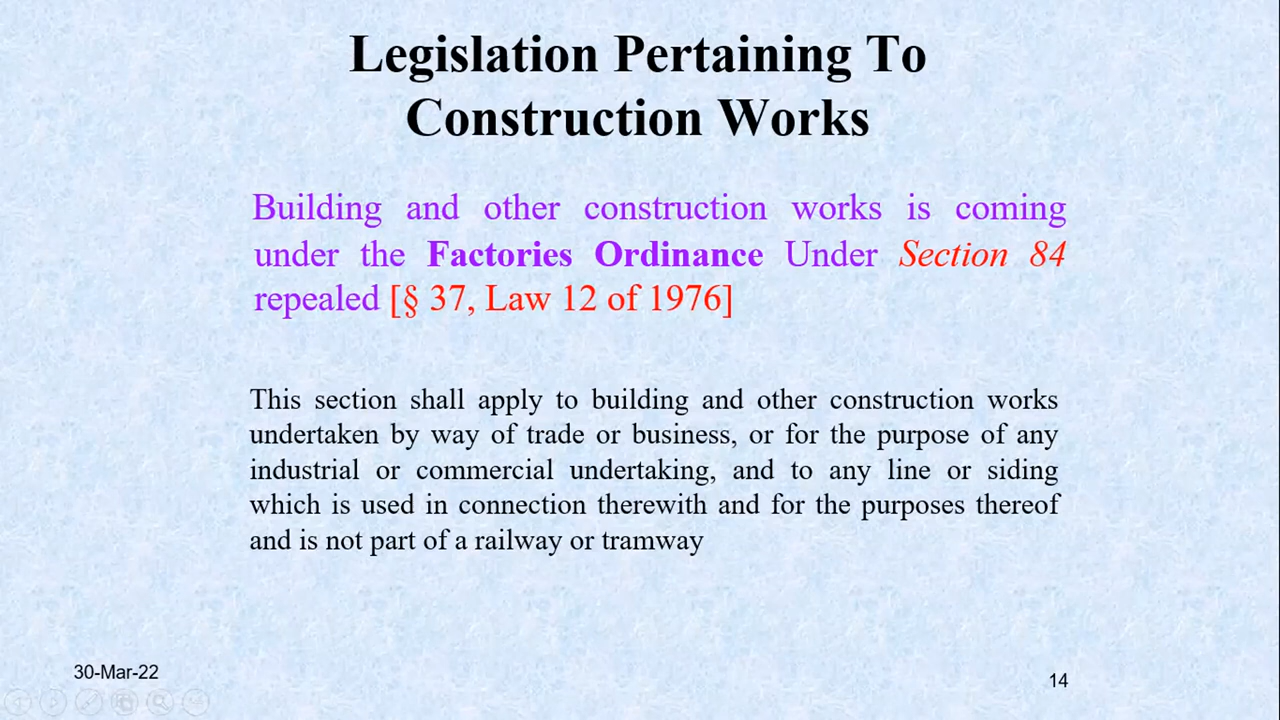 Legislation Pertaining To
Construction Works
Building and other construction works is coming
under the Factories Ordinance Under Section 84
repealed [§ 37, Law 12 of 1976]
This section shall apply to building and other construction works
undertaken by way of trade or business, or for the purpose of any
industrial or commercial undertaking, and to any line or siding
which is used in connection therewith and for the purposes thereof
and is not part of a railway or tramway
30-Mar-22
14